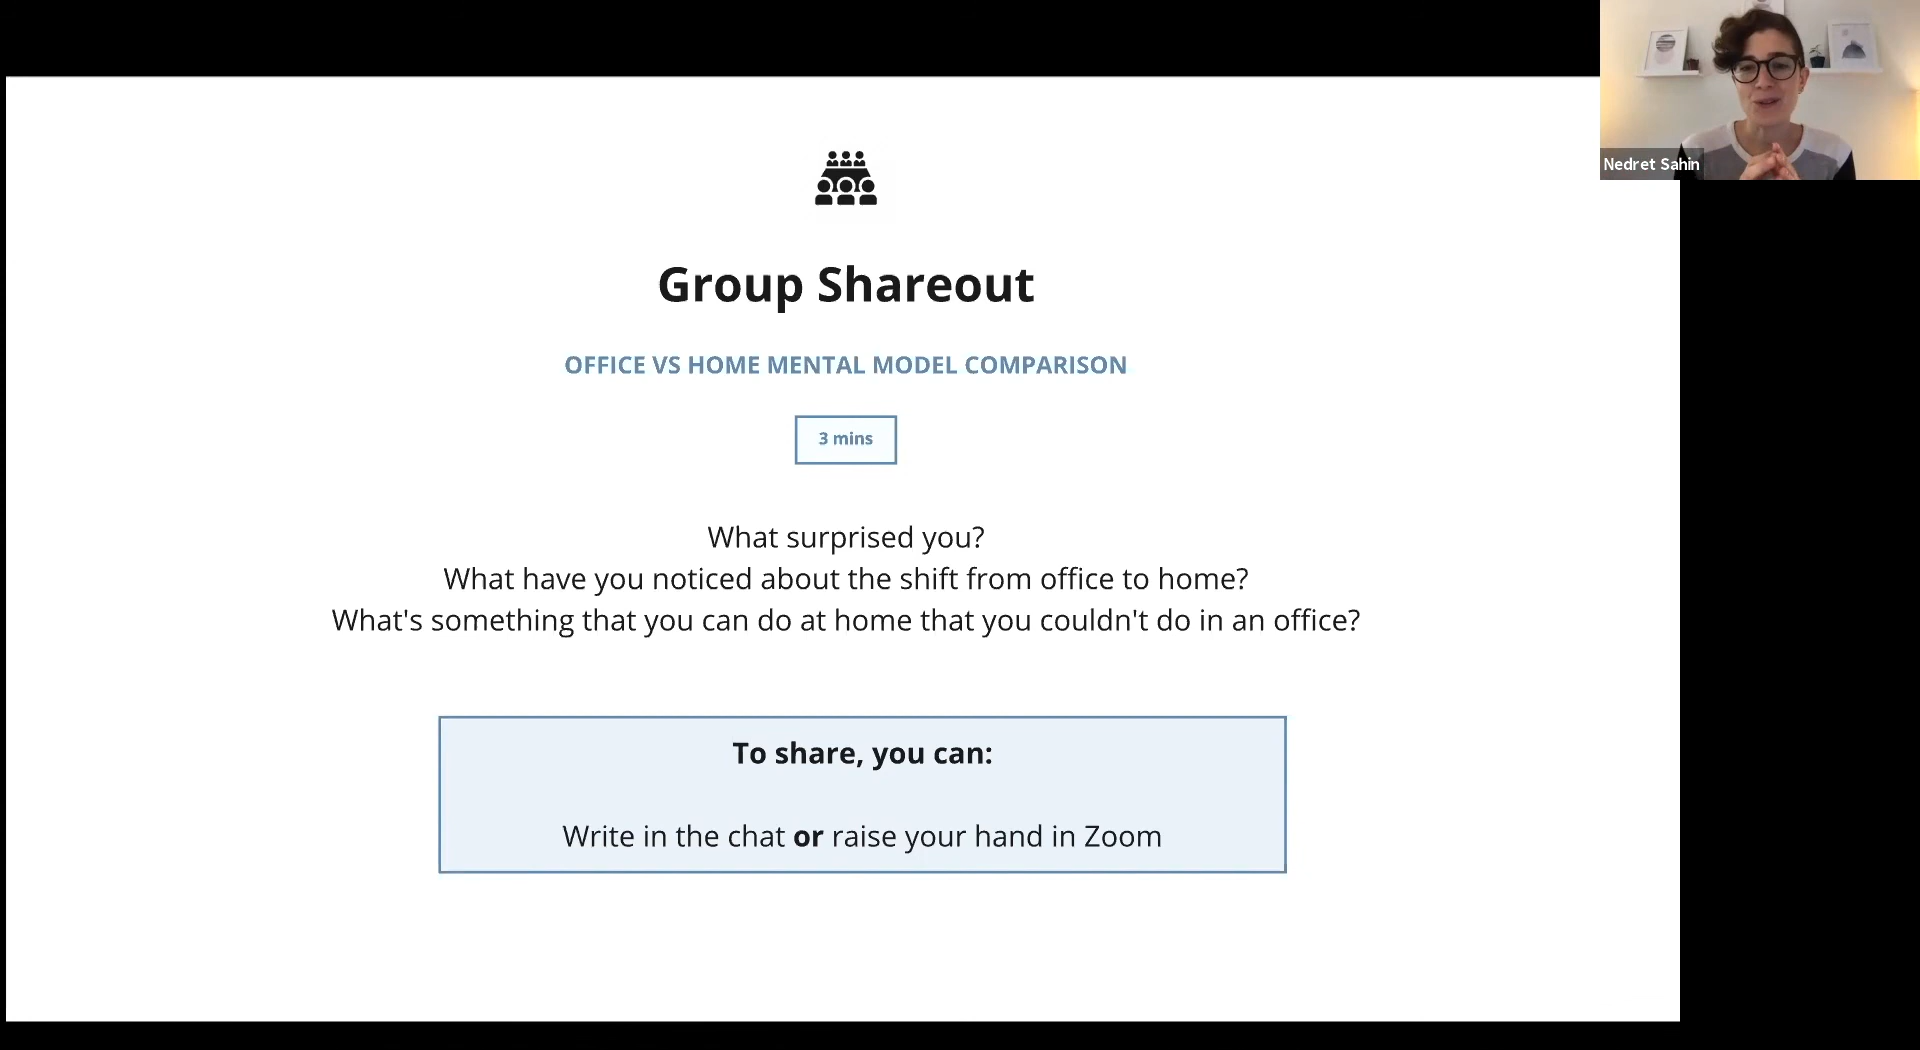 Nedret Sahin
Group Shareout
OFFICE VS HOME MENTAL MODEL COMPARISON
3 mins
What surprised you?
What have you noticed about the shift from office to home?
What's something that you can do at home that you couldn't do in an office?
To share, you can:
Write in the chat or raise your hand in Zoom